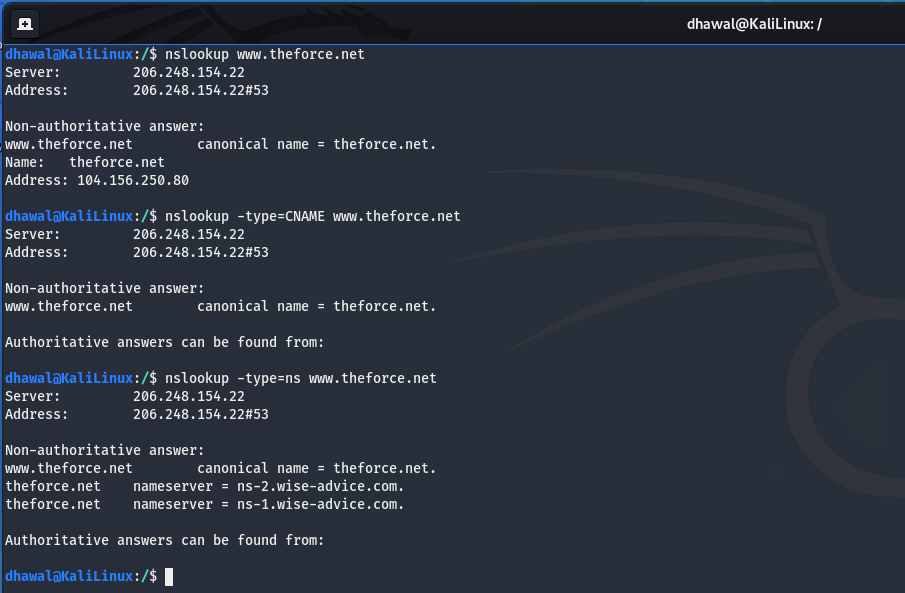 dhawal@KaliLinux: /
dhawal@KaliLinux:/$ nslookup www.theforce.net
Server:         206.248.154.22
Address:        206.248.154.22#53
Non-authoritative answer:
www.theforce.net        canonical name = theforce.net.
Name:   theforce.net
Address: 104.156.250.80
dhawal@KaliLinux:/$ nslookup -type=CNAME www.theforce.net
Server:         206.248.154.22
Address:        206.248.154.22#53
Non-authoritative answer:
www.theforce.net        canonical name = theforce.net.
Authoritative answers can be found from:
dhawal@KaliLinux:/$ nslookup -type=ns www.theforce.net
Server:         206.248.154.22
Address:        206.248.154.22#53
Non-authoritative answer:
www.theforce.net        canonical name = theforce.net.
theforce.net    nameserver = ns-2.wise-advice.com.
theforce.net    nameserver = ns-1.wise-advice.com.
Authoritative answers can be found from:
dhawal@KaliLinux:/$